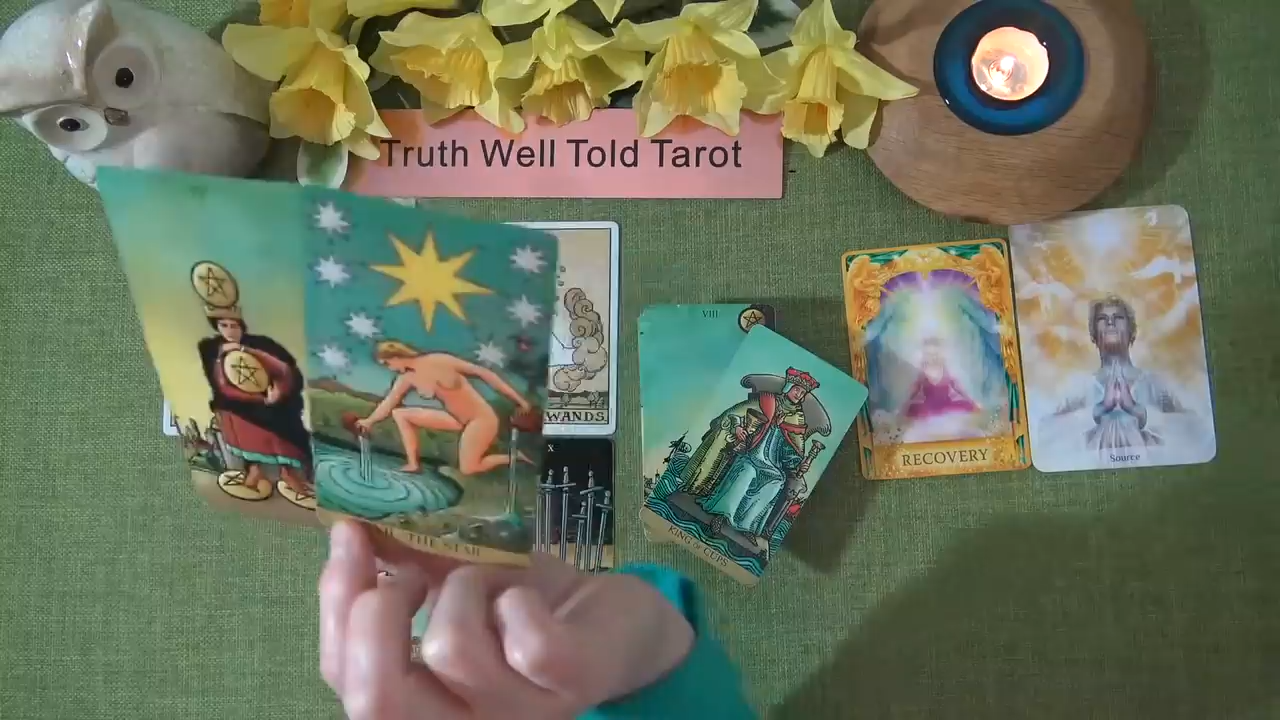 Truth Well Told Tarot
WANDS.
VIII
X
THE STAR
KING OF CUPS
RECOVERY
Source